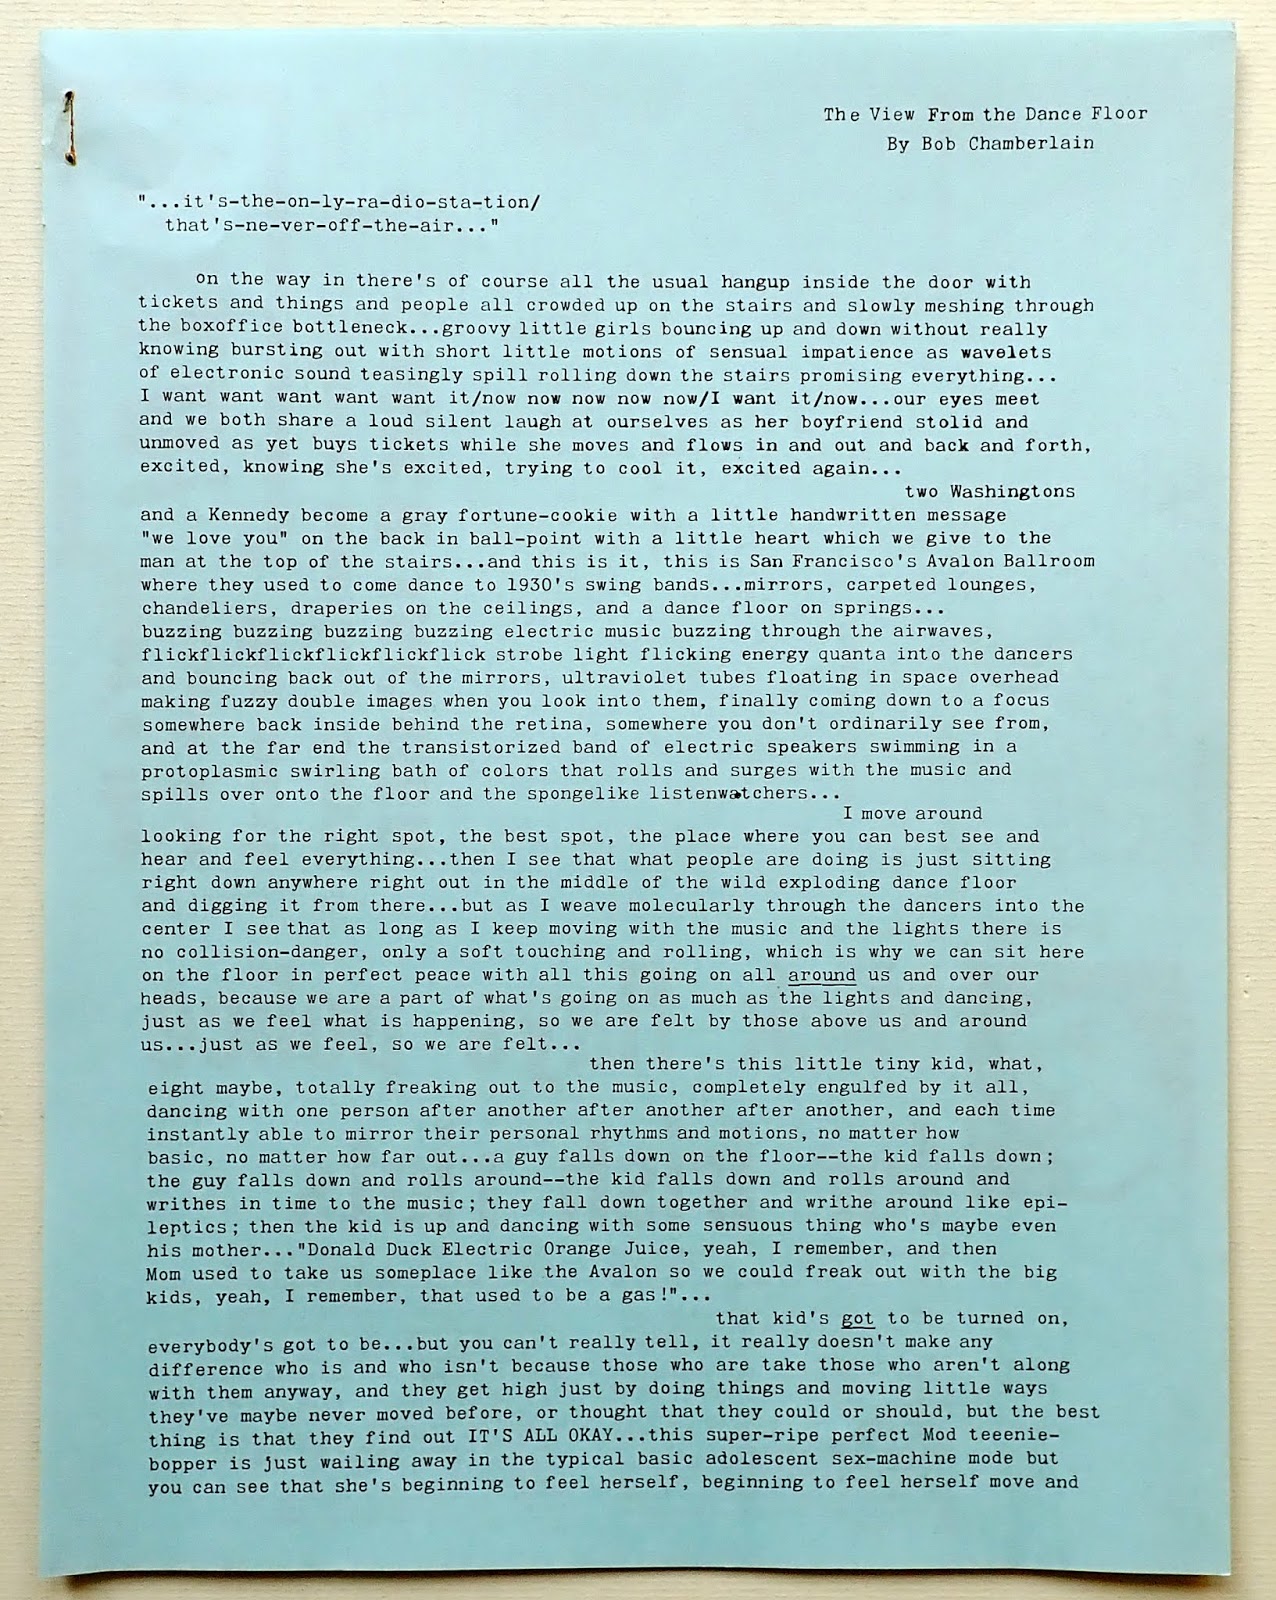 The View From the Dance Floor
By Bob Chamberlain
"...it's-the-on-ly-ra-dio-sta-tion/
that's-ne-ver-off-the-air..."
on the way in there's of course all the usual hangup inside the door with
tickets and things and people all crowded up on the stairs and slowly meshing through
the boxoffice bottleneck...groovy little girls bouncing up and down without really
knowing bursting out with short little motions of sensual impatience as wavelets
of electronic sound teasingly spill rolling down the stairs promising everything...
I want want want want want it/now now now now now/I want it/now...our eyes meet
and we both share a loud silent laugh at ourselves as her boyfriend stolid and
unmoved as yet buys tickets while she moves and flows in and out and back and forth,
excited, knowing she's excited, trying to cool it, excited again...
two Washingtons
and a Kennedy become a gray fortune-cookie with a little handwritten message
"we love you" on the back in ball-point with a little heart which we give to the
man at the top of the stairs...and this is it, this is San Francisco's Avalon Ballroom
where they used to come dance to 1930's swing bands...mirrors, carpeted lounges,
chandeliers, draperies on the ceilings, and a dance floor on springs...
buzzing buzzing buzzing buzzing electric music buzzing through the airwaves,
flickflickflickflickflickflick strobe light flicking energy quanta into the dancers
and bouncing back out of the mirrors, ultraviolet tubes floating in space overhead
making fuzzy double images when you look into them, finally coming down to a focus
somewhere back inside behind the retina, somewhere you don't ordinarily see from,
and at the far end the transistorized band of electric speakers swimming in a
protoplasmic swirling bath of colors that rolls and surges with the music and
spills over onto the floor and the spongelike listenwatchers...
I move around
looking for the right spot, the best spot, the place where you can best see and
hear and feel everything...then I see that what people are doing is just sitting
right down anywhere right out in the middle of the wild exploding dance floor
and digging it from there...but as I weave molecularly through the dancers into the
center I see that as long as I keep moving with the music and the lights there is
no collision-danger, only a soft touching and rolling, which is why we can sit here
on the floor in perfect peace with all this going on all around us and over our
heads, because we are a part of what's going on as much as the lights and dancing,
just as we feel what is happening, so we are felt by those above us and around
us...just as we feel, so we are felt...
then there's this little tiny kid, what,
eight maybe, totally freaking out to the music, completely engulfed by it all,
dancing with one person after another after another after another, and each time
instantly able to mirror their personal rhythms and motions, no matter how
basic, no matter how far out...a guy falls down on the floor--the kid falls down;
the guy falls down and rolls around--the kid falls down and rolls around and
writhes in time to the music; they fall down together and writhe around like epi-
leptics; then the kid is up and dancing with some sensuous thing who's maybe even
his mother..."Donald Duck Electric Orange Juice, yeah, I remember, and then
Mom used to take us someplace like the Avalon so we could freak out with the big
kids, yeah, I remember, that used to be a gas!"...
that kid's got to be turned on,
everybody's got to be...but you can't really tell, it really doesn't make any
difference who is and who isn't because those who are take those who aren't along
with them anyway, and they get high just by doing things and moving little ways
they've maybe never moved before, or thought that they could or should, but the best
thing is that they find out IT'S ALL OKAY...this super-ripe perfect Mod teeenie-
bopper is just wailing away in the typical basic adolescent sex-machine mode but
you can see that she's beginning to feel herself, beginning to feel herself move and